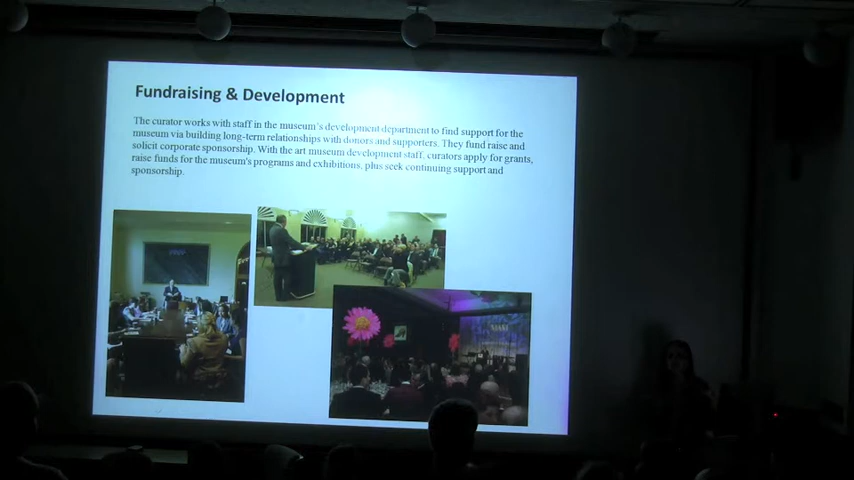 Fundraising & Development
The curator works with staff in the museum's development department to find support for the
museum via building long-term relationships with donors and supporters. They fund raise and
solicit corporate sponsorship. With the art museum development staff, curators apply for grants,
raise funds for the museum's programs and exhibitions, plus seek continuing support and
sponsorship.